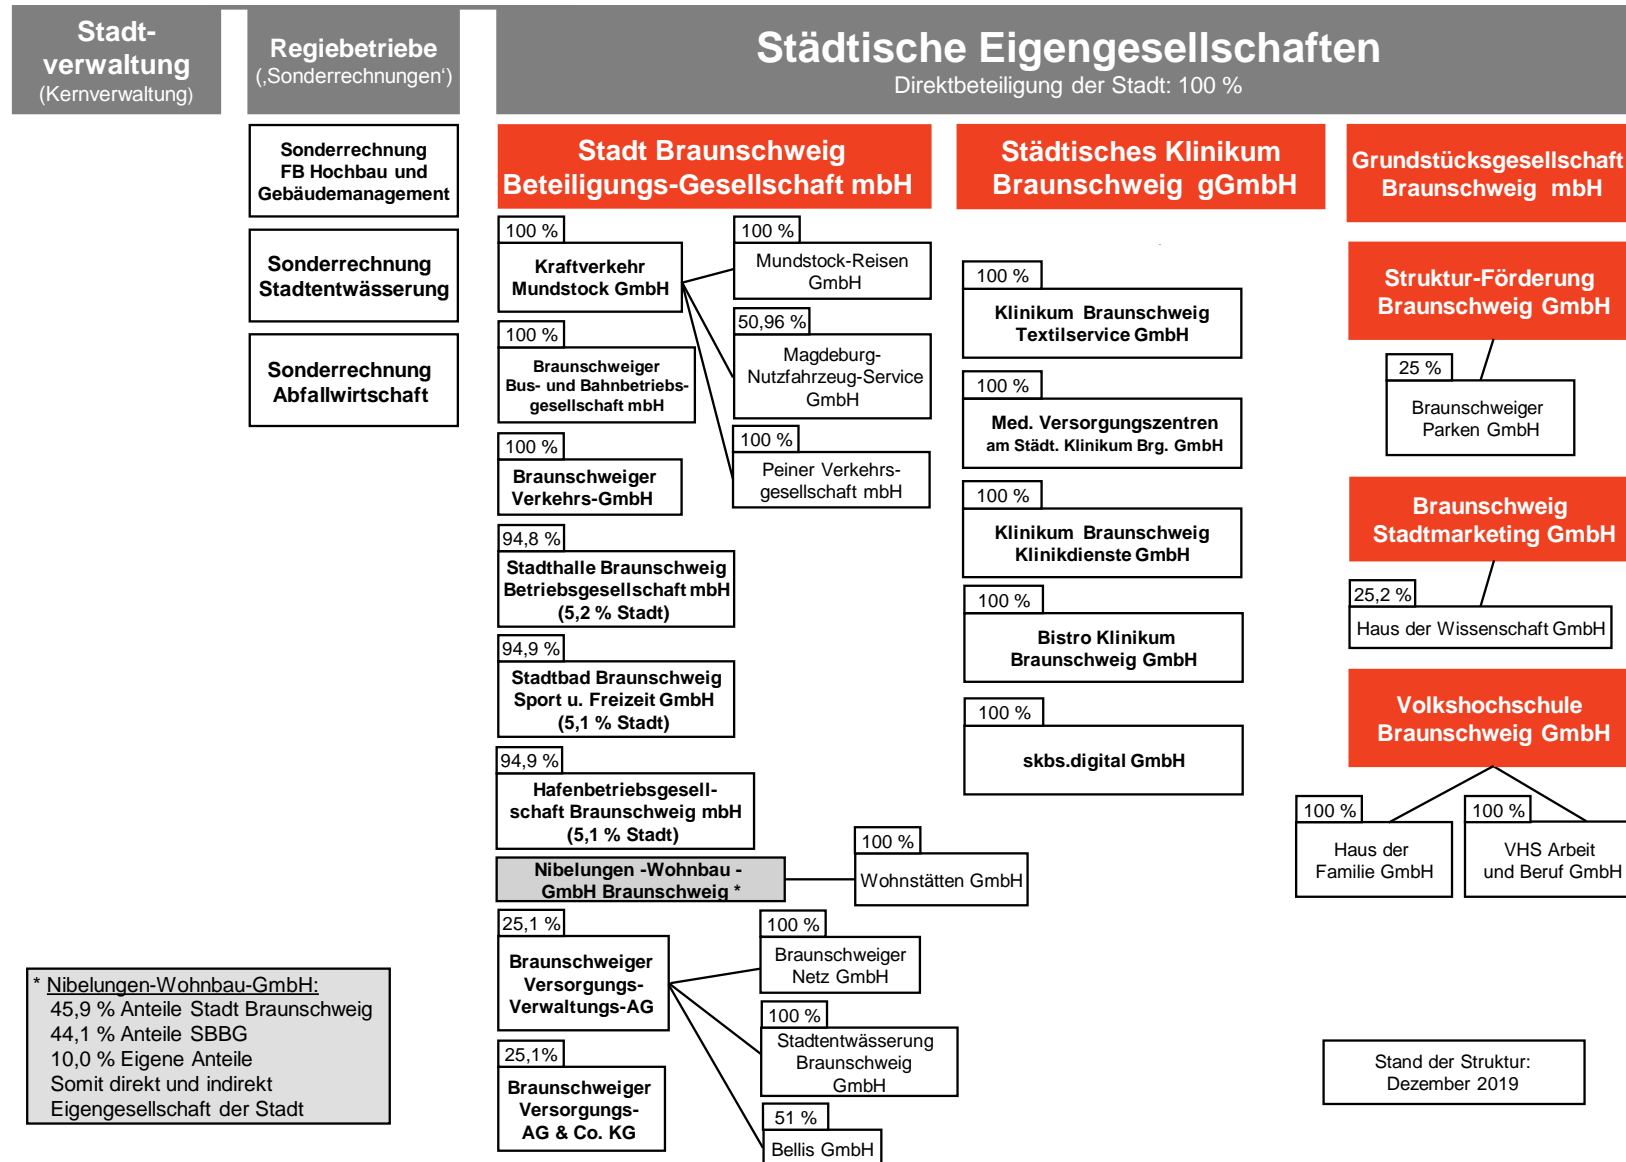 Stadt-
verwaltung
(Kernverwaltung)
Regiebetriebe
(‚Sonderrechnungen‘)
Städtische Eigengesellschaften
Direktbeteiligung der Stadt: 100 %
Sonderrechnung
FB Hochbau und
Gebäudemanagement
Sonderrechnung
Stadtentwässerung
Sonderrechnung
Abfallwirtschaft
Stadt Braunschweig
Beteiligungs-Gesellschaft mbH
100 %
Kraftverkehr
Mundstock GmbH
100 %
Mundstock-Reisen
GmbH
50,96 %
Magdeburg-
Nutzfahrzeug-Service
GmbH
100 %
Peiner Verkehrs-
gesellschaft mbH
100 %
Braunschweiger
Bus- und Bahnbetriebs-
gesellschaft mbH
100 %
Braunschweiger
Verkehrs-GmbH
94,8 %
Stadthalle Braunschweig
Betriebsgesellschaft mbH
(5,2 % Stadt)
94,9 %
Stadtbad Braunschweig
Sport u. Freizeit GmbH
(5,1 % Stadt)
94,9 %
Hafenbetriebsgesell-
schaft Braunschweig mbH
(5,1 % Stadt)
Nibelungen -Wohnbau -
GmbH Braunschweig *
100 %
Wohnstätten GmbH
25,1 %
Braunschweiger
Versorgungs-
Verwaltungs-AG
100 %
Braunschweiger
Netz GmbH
100 %
Stadtentwässerung
Braunschweig
GmbH
51 %
Bellis GmbH
25,1%
Braunschweiger
Versorgungs-
AG & Co. KG
Städtisches Klinikum
Braunschweig gGmbH
100 %
Klinikum Braunschweig
Textilservice GmbH
100 %
Med. Versorgungszentren
am Städt. Klinikum Brg. GmbH
100 %
Klinikum Braunschweig
Klinikdienste GmbH
100 %
Bistro Klinikum
Braunschweig GmbH
100 %
skbs.digital GmbH
Grundstücksgesellschaft
Braunschweig mbH
Struktur-Förderung
Braunschweig GmbH
25 %
Braunschweiger
Parken GmbH
Braunschweig
Stadtmarketing GmbH
25,2 %
Haus der Wissenschaft GmbH
Volkshochschule
Braunschweig GmbH
100 %
Haus der
Familie GmbH
100 %
VHS Arbeit
und Beruf GmbH
* Nibelungen-Wohnbau-GmbH:
45,9 % Anteile Stadt Braunschweig
44,1 % Anteile SBBG
10,0 % Eigene Anteile
Somit direkt und indirekt
Eigengesellschaft der Stadt
Stand der Struktur:
Dezember 2019